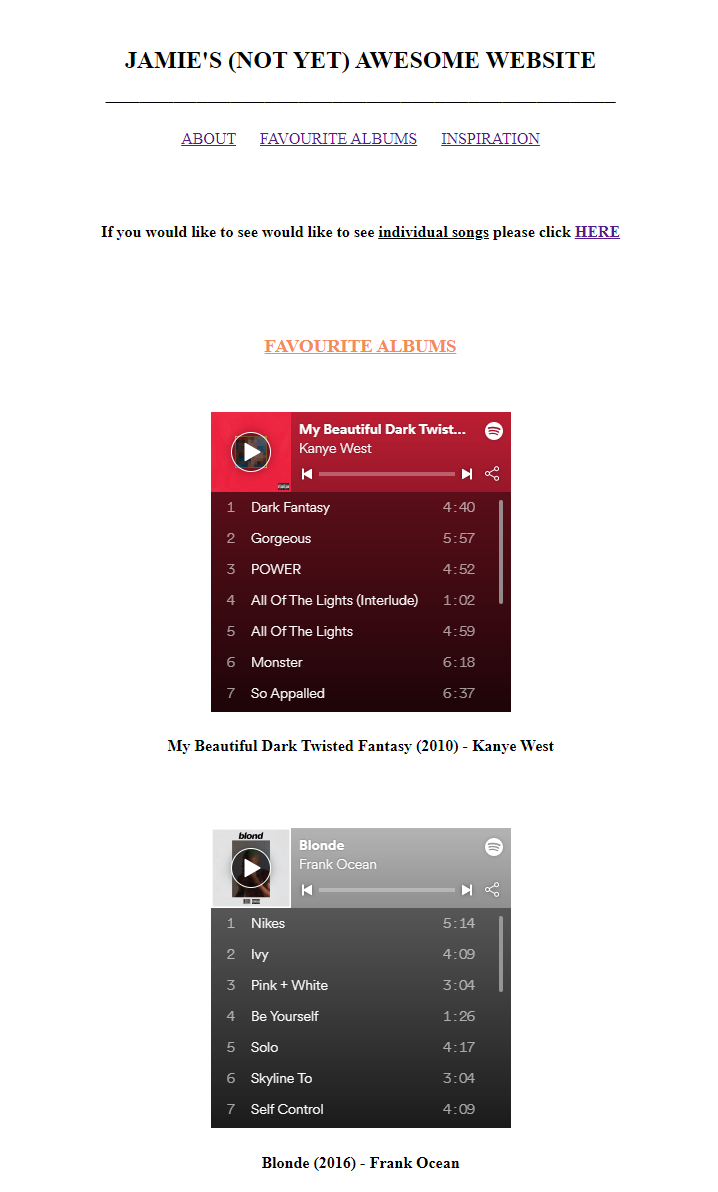 JAMIE'S (NOT YET) AWESOME WEBSITE
ABOUT FAVOURITE ALBUMS INSPIRATION
If you would like to see would like to see individual songs please click HERE
FAVOURITE ALBUMS
My Beautiful Dark Twist...
Kanye West
1 Dark Fantasy 4:40
2 Gorgeous 5:57
3 POWER 4:52
4 All Of The Lights (Interlude) 1:02
5 All Of The Lights 4:59
6 Monster 6:18
7 So Appalled 6:37
My Beautiful Dark Twisted Fantasy (2010) - Kanye West
blond
Blonde
Frank Ocean
1 Nikes 5:14
2 Ivy 4:09
3 Pink + White 3:04
4 Be Yourself 1:26
5 Solo 4:17
6 Skyline To 3:04
7 Self Control 4:09
Blonde (2016) - Frank Ocean